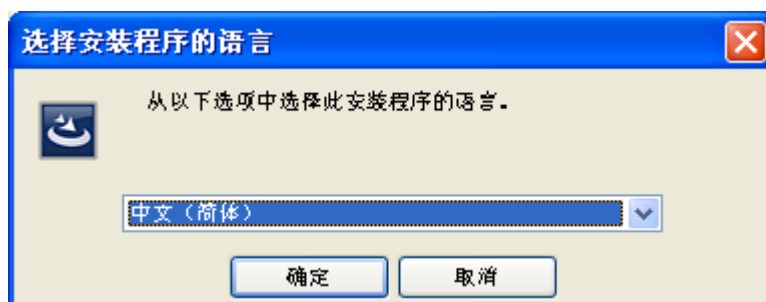 选择安装程序的语言
从以下选项中选择此安装程序的语言。
中文（简体）
确定
取消